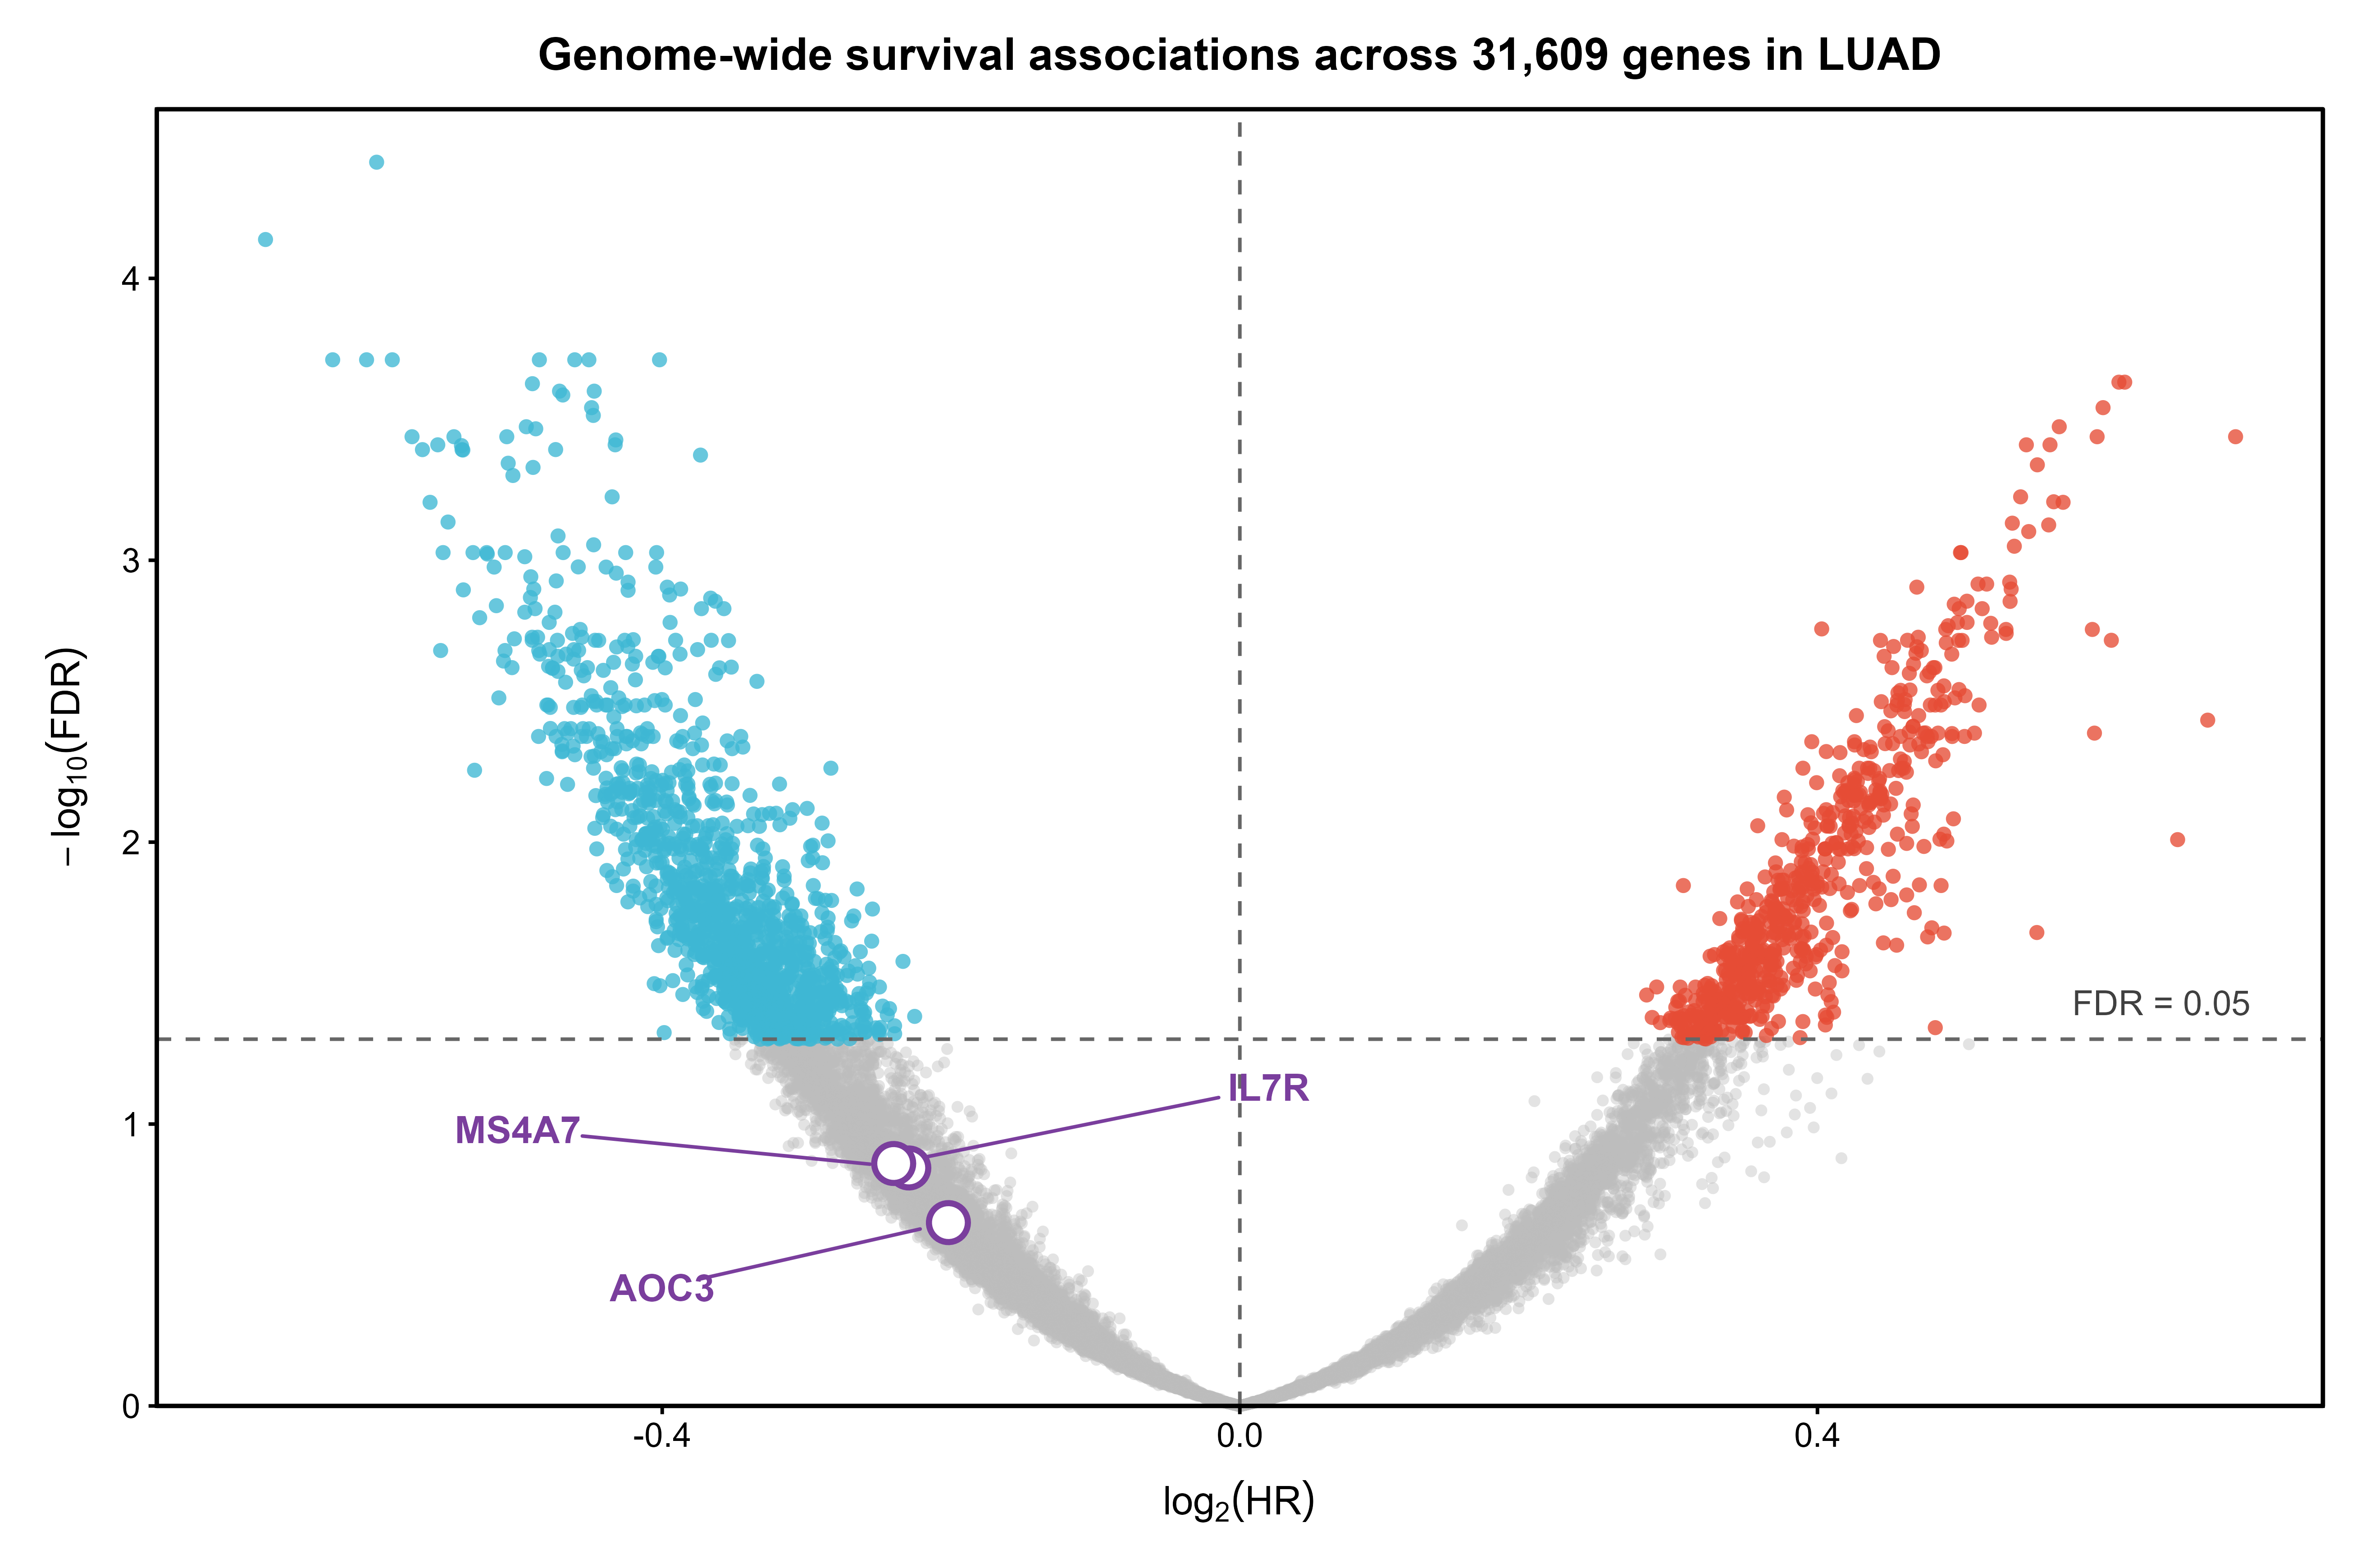 Genome-wide survival associations across 31,609 genes in LUAD
4
3
2
1
0
− log₁₀(FDR)
FDR = 0.05
IL7R
MS4A7
AOC3
-0.4
0.0
0.4
log₂(HR)